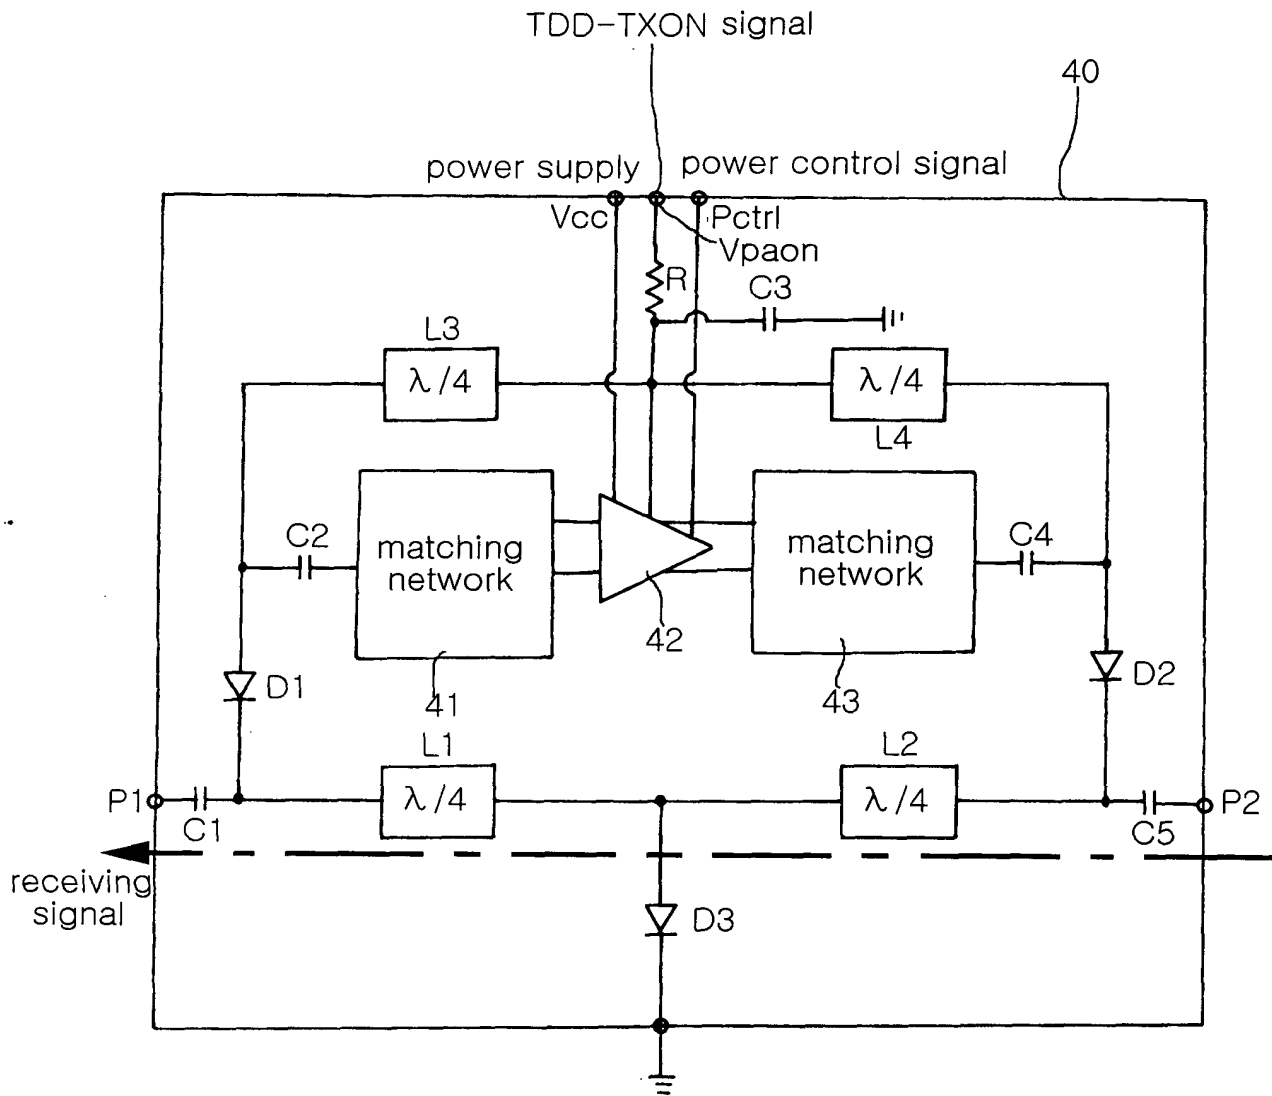 TDD-TXON signal
40
power supply
power control signal
Vcc
Pctrl
Vpaon
R
C3
L3
λ/4
λ/4
L4
C2
matching
network
matching
network
C4
42
D1
41
43
D2
L1
L2
P1
λ/4
λ/4
P2
C1
C5
receiving
signal
D3